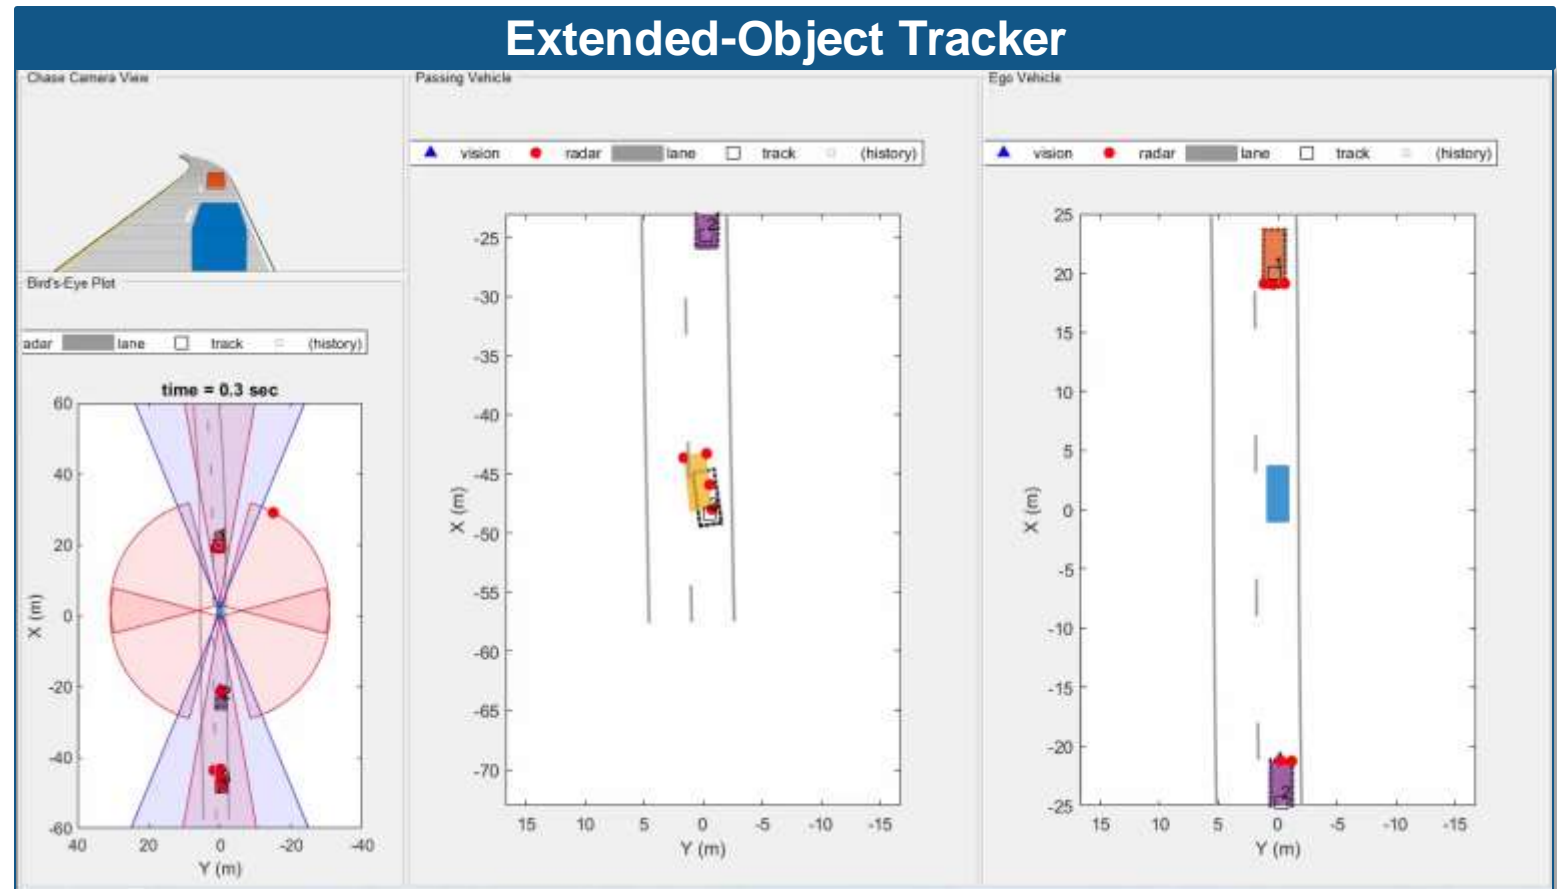 Extended-Object Tracker
Chase Camera View
Bird's-Eye Plot
adar lane track (history)
time = 0.3 sec
60
40
20
0
-20
-40
-60
X (m)
40 20 0 -20 -40
Y (m)
Passing Vehicle
vision radar lane track (history)
-25
-30
-35
-40
-45
-50
-55
-60
-65
-70
X (m)
15 10 5 0 -5 -10 -15
Y (m)
Ego Vehicle
vision radar lane track (history)
25
20
15
10
5
0
-5
-10
-15
-20
-25
X (m)
15 10 5 0 -5 -10 -15
Y (m)